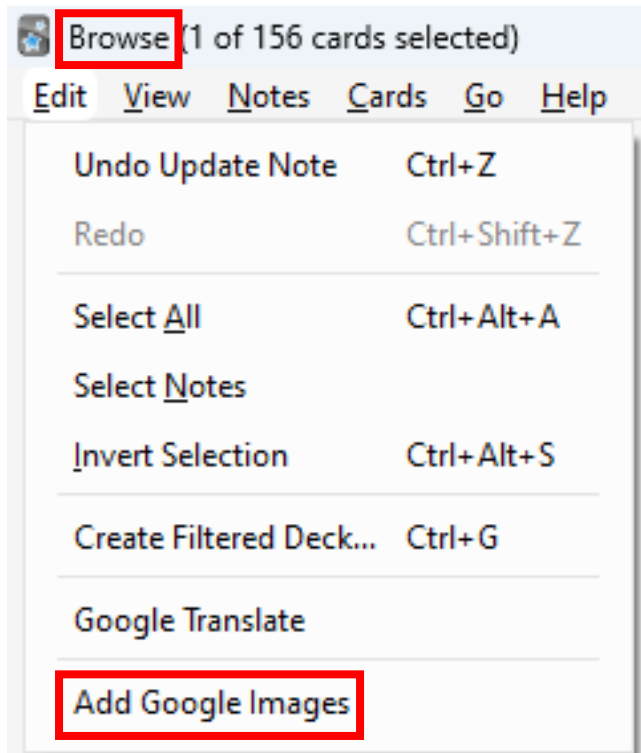 Browse (1 of 156 cards selected)
Edit View Notes Cards Go Help
Undo Update Note Ctrl+Z
Redo Ctrl+Shift+Z
Select All Ctrl+Alt+A
Select Notes
Invert Selection Ctrl+Alt+S
Create Filtered Deck... Ctrl+G
Google Translate
Add Google Images